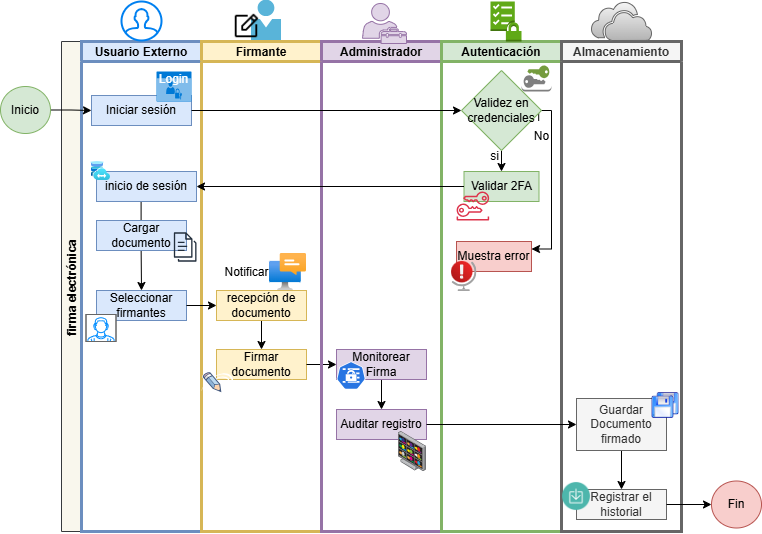 Usuario Externo
Firmante
Administrador
Autenticación
Almacenamiento
firma electrónica
Inicio
Login
Iniciar sesión
Validez en
credenciales
No
si
inicio de sesión
Validar 2FA
Cargar
documento
Muestra error
Notificar
Seleccionar
firmantes
recepción de
documento
Firmar
documento
Monitorear
Firma
Auditar registro
Guardar
Documento
firmado
Registrar el
historial
Fin